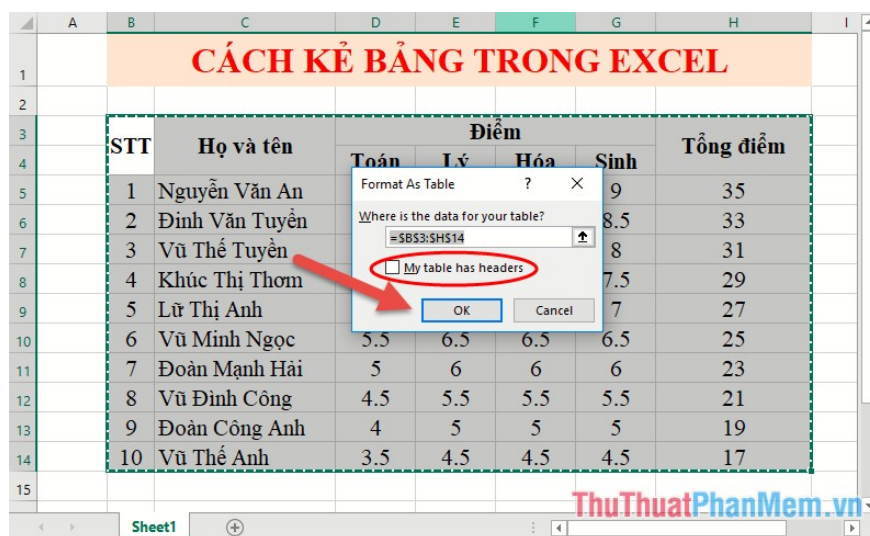 A B C D E F G H I
1 CÁCH KẺ BẢNG TRONG EXCEL
2
3 STT Họ và tên Điểm Tổng điểm
4 Toán Lý Hóa Sinh
5 1 Nguyễn Văn An 9 35
6 2 Đinh Văn Tuyển 8.5 33
7 3 Vũ Thế Tuyền 8 31
8 4 Khúc Thị Thơm 7.5 29
9 5 Lữ Thị Anh 7 27
10 6 Vũ Minh Ngọc 5.5 6.5 6.5 6.5 25
11 7 Đoàn Mạnh Hải 5 6 6 6 23
12 8 Vũ Đình Công 4.5 5.5 5.5 5.5 21
13 9 Đoàn Công Anh 4 5 5 5 19
14 10 Vũ Thế Anh 3.5 4.5 4.5 4.5 17
15
Format As Table ? ×
Where is the data for your table?
=$B$3:$H$14
My table has headers
OK Cancel
ThuThuatPhanMem.vn
Sheet1